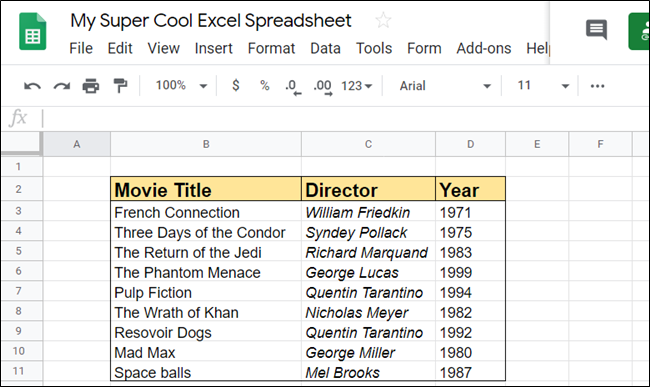 My Super Cool Excel Spreadsheet
File Edit View Insert Format Data Tools Form Add-ons Hel
100% $ % .0 .00 123 Arial 11
fx
A B C D E F
1
2 Movie Title Director Year
3 French Connection William Friedkin 1971
4 Three Days of the Condor Syndey Pollack 1975
5 The Return of the Jedi Richard Marquand 1983
6 The Phantom Menace George Lucas 1999
7 Pulp Fiction Quentin Tarantino 1994
8 The Wrath of Khan Nicholas Meyer 1982
9 Resovoir Dogs Quentin Tarantino 1992
10 Mad Max George Miller 1980
11 Space balls Mel Brooks 1987